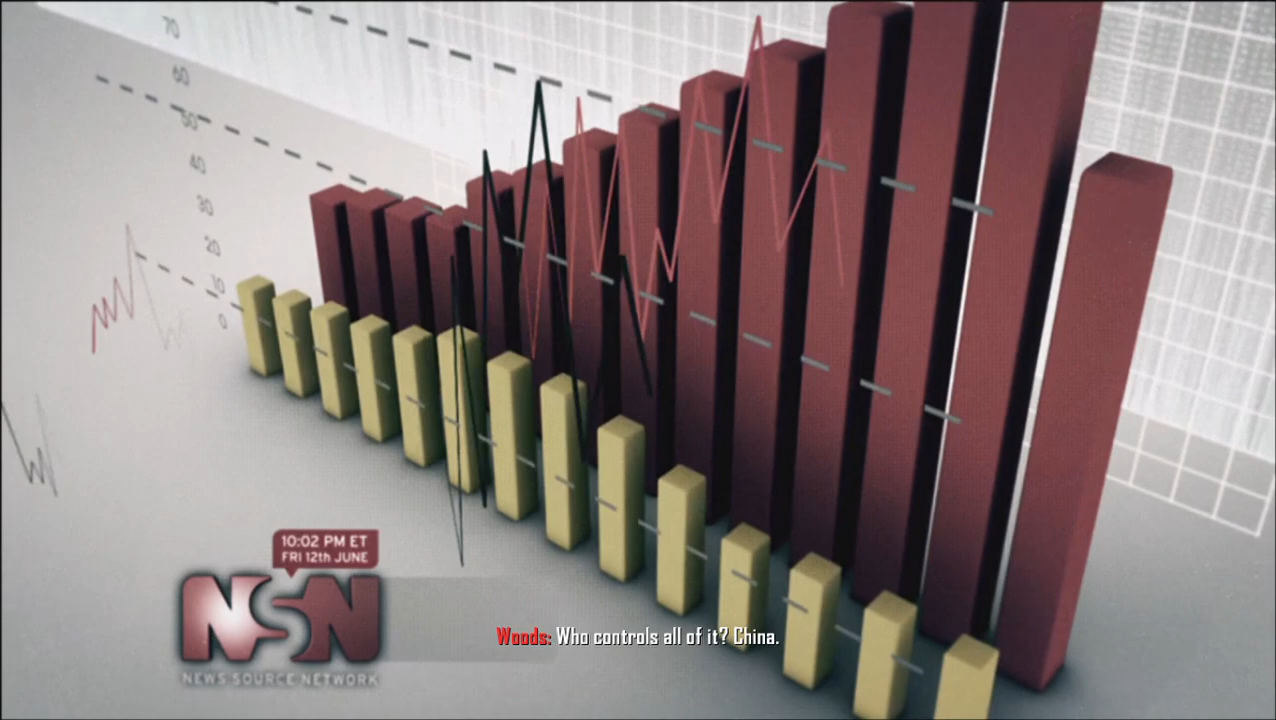 70
60
50
40
30
20
10
0
10:02 PM ET
FRI 12th JUNE
NSN
NEWS SOURCE NETWORK
Woods: Who controls all of it? China.